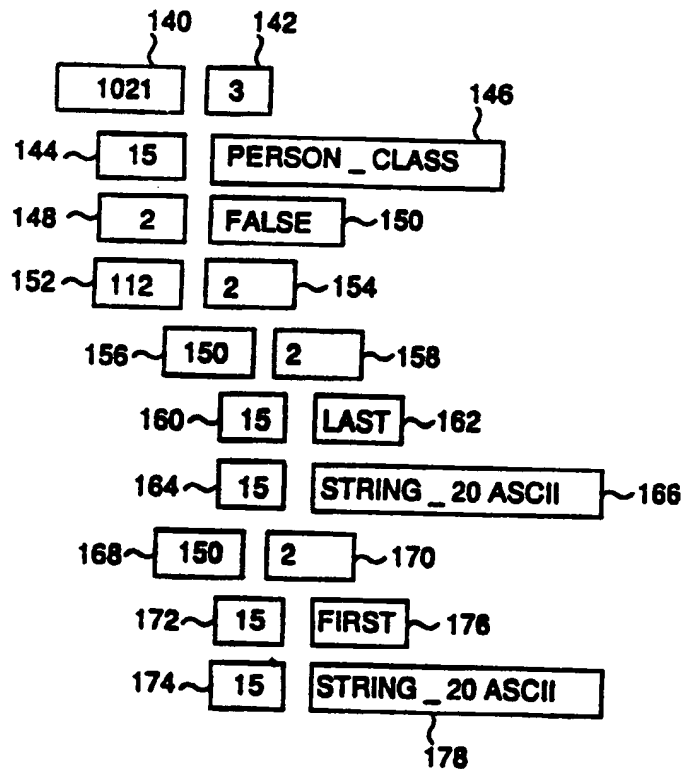 140 142
1021 3
146
144 15 PERSON _ CLASS
148 2 FALSE 150
152 112 2 154
156 150 2 158
160 15 LAST 162
164 15 STRING _ 20 ASCII 166
168 150 2 170
172 15 FIRST 176
174 15 STRING _ 20 ASCII
178